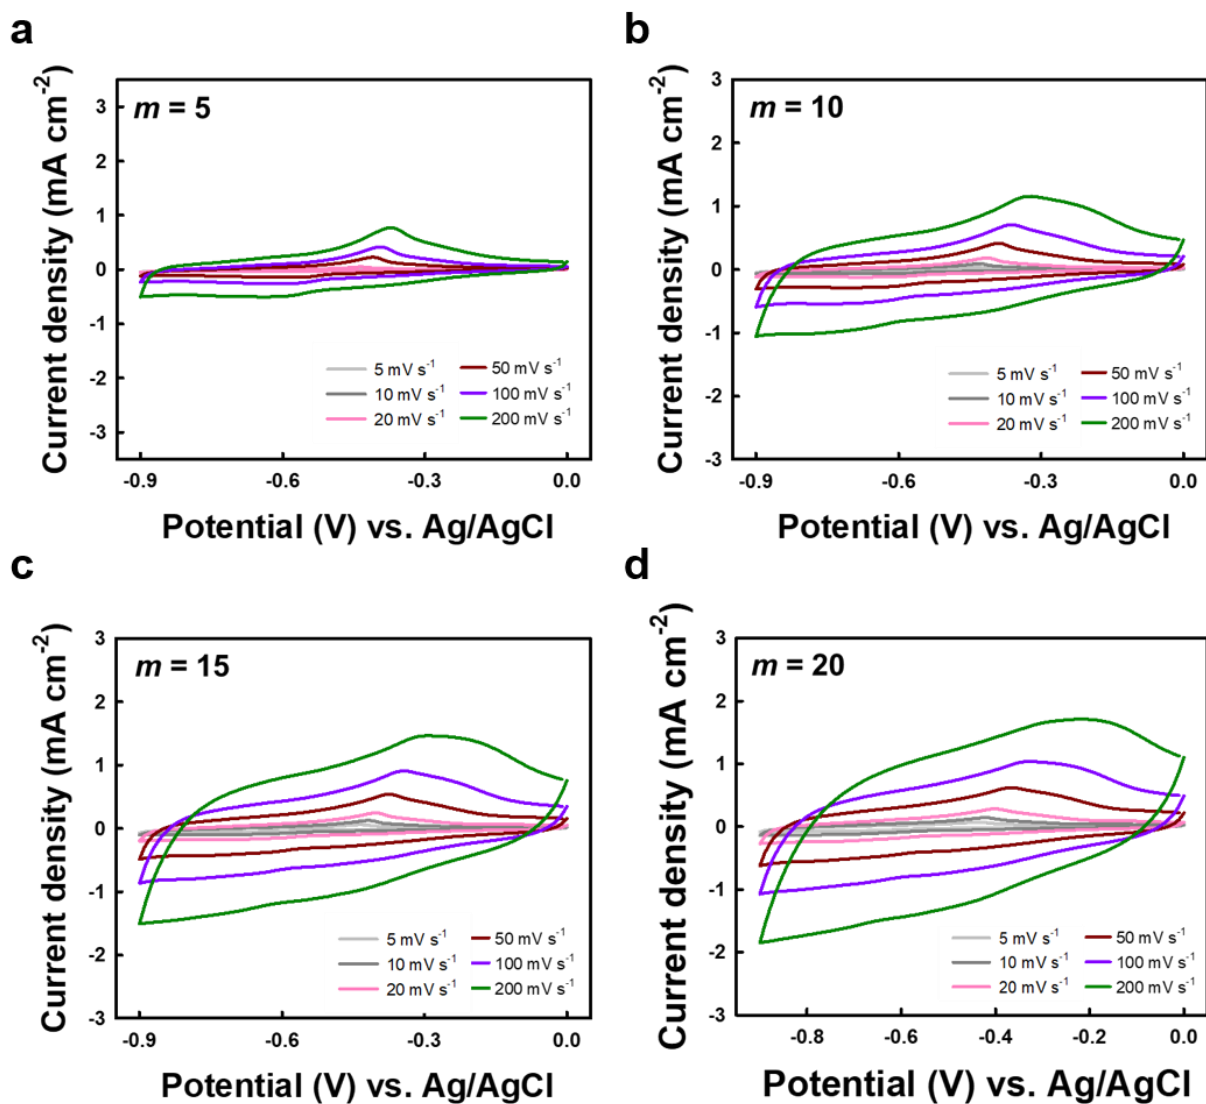 a
m = 5
Current density (mA cm⁻²)
3
2
1
0
-1
-2
-3
5 mV s⁻¹ 50 mV s⁻¹
10 mV s⁻¹ 100 mV s⁻¹
20 mV s⁻¹ 200 mV s⁻¹
-0.9 -0.6 -0.3 0.0
Potential (V) vs. Ag/AgCl
b
m = 10
Current density (mA cm⁻²)
3
2
1
0
-1
-2
-3
5 mV s⁻¹ 50 mV s⁻¹
10 mV s⁻¹ 100 mV s⁻¹
20 mV s⁻¹ 200 mV s⁻¹
-0.9 -0.6 -0.3 0.0
Potential (V) vs. Ag/AgCl
c
m = 15
Current density (mA cm⁻²)
3
2
1
0
-1
-2
-3
5 mV s⁻¹ 50 mV s⁻¹
10 mV s⁻¹ 100 mV s⁻¹
20 mV s⁻¹ 200 mV s⁻¹
-0.9 -0.6 -0.3 0.0
Potential (V) vs. Ag/AgCl
d
m = 20
Current density (mA cm⁻²)
3
2
1
0
-1
-2
-3
5 mV s⁻¹ 50 mV s⁻¹
10 mV s⁻¹ 100 mV s⁻¹
20 mV s⁻¹ 200 mV s⁻¹
-0.8 -0.6 -0.4 -0.2 0.0
Potential (V) vs. Ag/AgCl